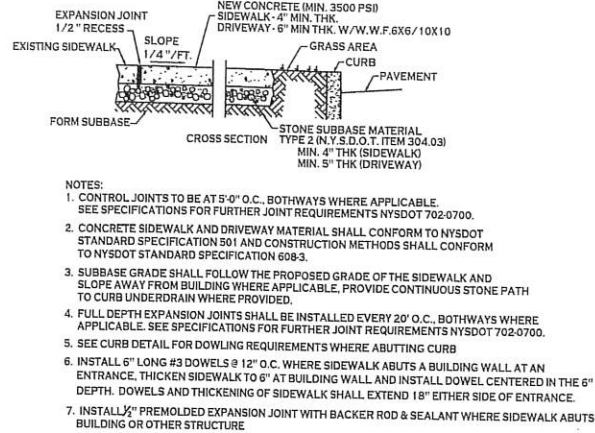 NEW CONCRETE (MIN. 3500 PSI)
SIDEWALK - 4" MIN. THK.
DRIVEWAY - 6" MIN THK. W/W.W.F.6X6/10X10
EXPANSION JOINT
1/2" RECESS
EXISTING SIDEWALK
SLOPE
1/4"/FT.
GRASS AREA
CURB
PAVEMENT
FORM SUBBASE
CROSS SECTION
STONE SUBBASE MATERIAL
TYPE 2 (N.Y.S.D.O.T. ITEM 304.03)
MIN. 4" THK (SIDEWALK)
MIN. 5" THK (DRIVEWAY)
NOTES:
1. CONTROL JOINTS TO BE AT 5'-0" O.C., BOTHWAYS WHERE APPLICABLE.
SEE SPECIFICATIONS FOR FURTHER JOINT REQUIREMENTS NYSDOT 702-0700.
2. CONCRETE SIDEWALK AND DRIVEWAY MATERIAL SHALL CONFORM TO NYSDOT
STANDARD SPECIFICATION 501 AND CONSTRUCTION METHODS SHALL CONFORM
TO NYSDOT STANDARD SPECIFICATION 608-3.
3. SUBBASE GRADE SHALL FOLLOW THE PROPOSED GRADE OF THE SIDEWALK AND
SLOPE AWAY FROM BUILDING WHERE APPLICABLE, PROVIDE CONTINUOUS STONE PATH
TO CURB UNDERDRAIN WHERE PROVIDED.
4. FULL DEPTH EXPANSION JOINTS SHALL BE INSTALLED EVERY 20' O.C., BOTHWAYS WHERE
APPLICABLE. SEE SPECIFICATIONS FOR FURTHER JOINT REQUIREMENTS NYSDOT 702-0700.
5. SEE CURB DETAIL FOR DOWLING REQUIREMENTS WHERE ABUTTING CURB
6. INSTALL 6" LONG #3 DOWELS @ 12" O.C. WHERE SIDEWALK ABUTS A BUILDING WALL AT AN
ENTRANCE, THICKEN SIDEWALK TO 6" AT BUILDING WALL AND INSTALL DOWEL CENTERED IN THE 6"
DEPTH. DOWELS AND THICKENING OF SIDEWALK SHALL EXTEND 18" EITHER SIDE OF ENTRANCE.
7. INSTALL ½" PREMOLDED EXPANSION JOINT WITH BACKER ROD & SEALANT WHERE SIDEWALK ABUTS
BUILDING OR OTHER STRUCTURE